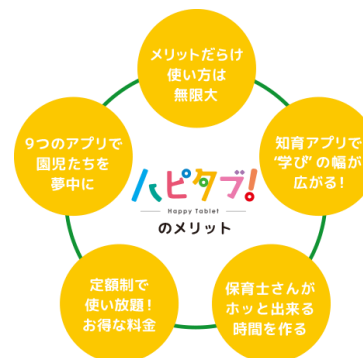 メリットだらけ
使い方は
無限大
9つのアプリで
園児たちを
夢中に
知育アプリで
“学び”の幅が
広がる！
ハピタブ！
Happy Tablet
のメリット
定額制で
使い放題！
お得な料金
保育士さんが
ホッと出来る
時間を作る